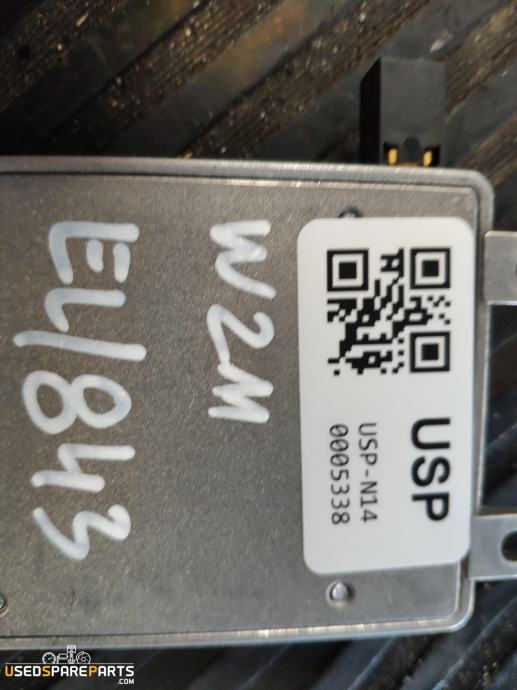 W2M
EL/843
USP
USP-N14
0005338
USEDSPAREPARTS
.COM